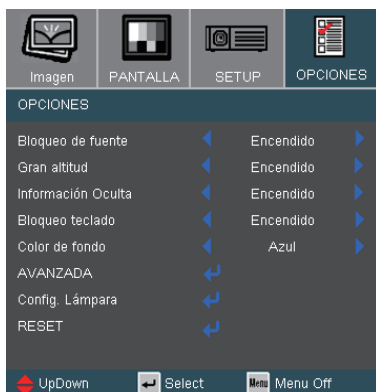 Imagen PANTALLA SETUP OPCIONES
OPCIONES
Bloqueo de fuente Encendido
Gran altitud Encendido
Información Oculta Encendido
Bloqueo teclado Encendido
Color de fondo Azul
AVANZADA
Config. Lámpara
RESET
UpDown Select Menu Menu Off